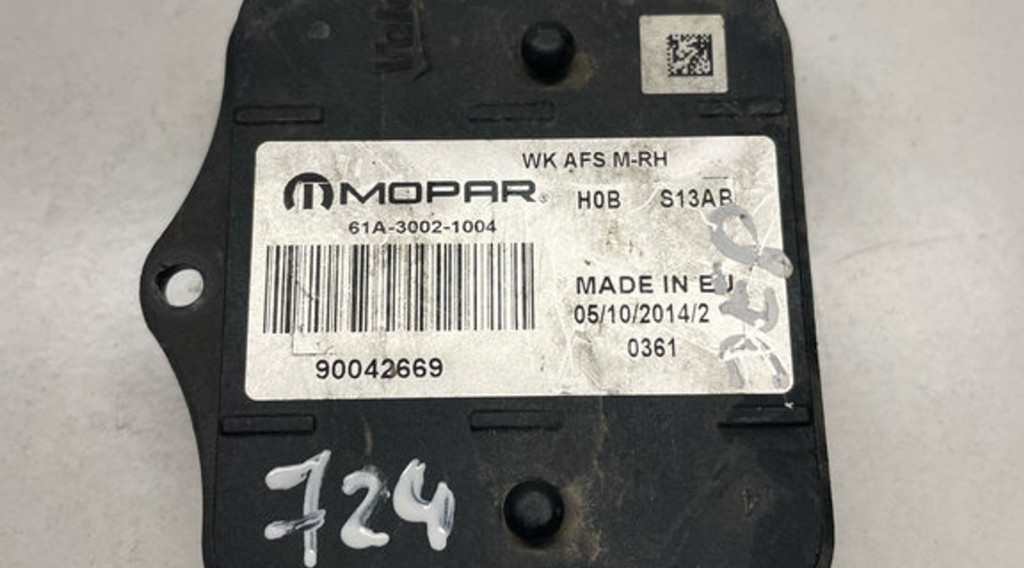 WK AFS M-RH
MOPAR
H0B S13AB
61A-3002-1004
MADE IN EU
05/10/2014/2
0361
90042669
724